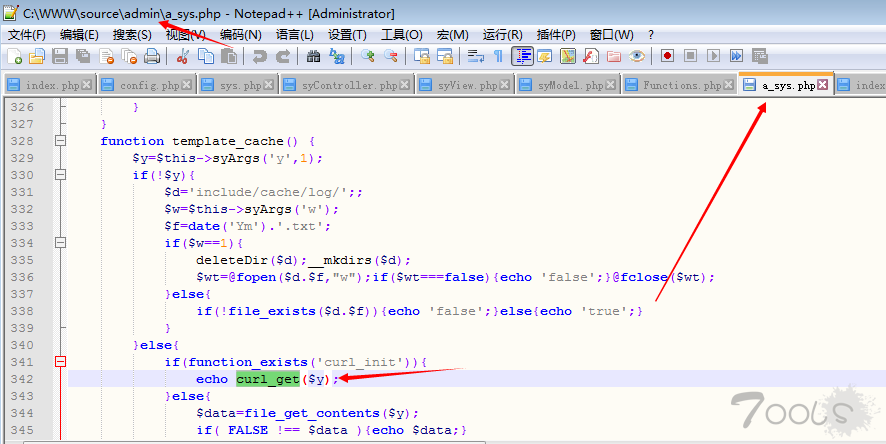 C:\WWW\source\admin\a_sys.php - Notepad++ [Administrator]
文件(F) 编辑(E) 搜索(S) 视图(V) 编码(N) 语言(L) 设置(T) 工具(O) 宏(M) 运行(R) 插件(P) 窗口(W) ?
index.php config.php sys.php syController.php syView.php syModel.php Functions.php a_sys.php index
326 }
327 }
328 function template_cache() {
329 $y=$this->syArgs('y',1);
330 if(!$y){
331 $d='include/cache/log/';;
332 $w=$this->syArgs('w');
333 $f=date('Ym').'.txt';
334 if($w==1){
335 deleteDir($d);__mkdirs($d);
336 $wt=@fopen($d.$f,"w");if($wt===false){echo 'false';}@fclose($wt);
337 }else{
338 if(!file_exists($d.$f)){echo 'false';}else{echo 'true';}
339 }
340 }else{
341 if(function_exists('curl_init')){
342 echo curl_get($y);
343 }else{
344 $data=file_get_contents($y);
345 if( FALSE !== $data ){echo $data;}
7ools